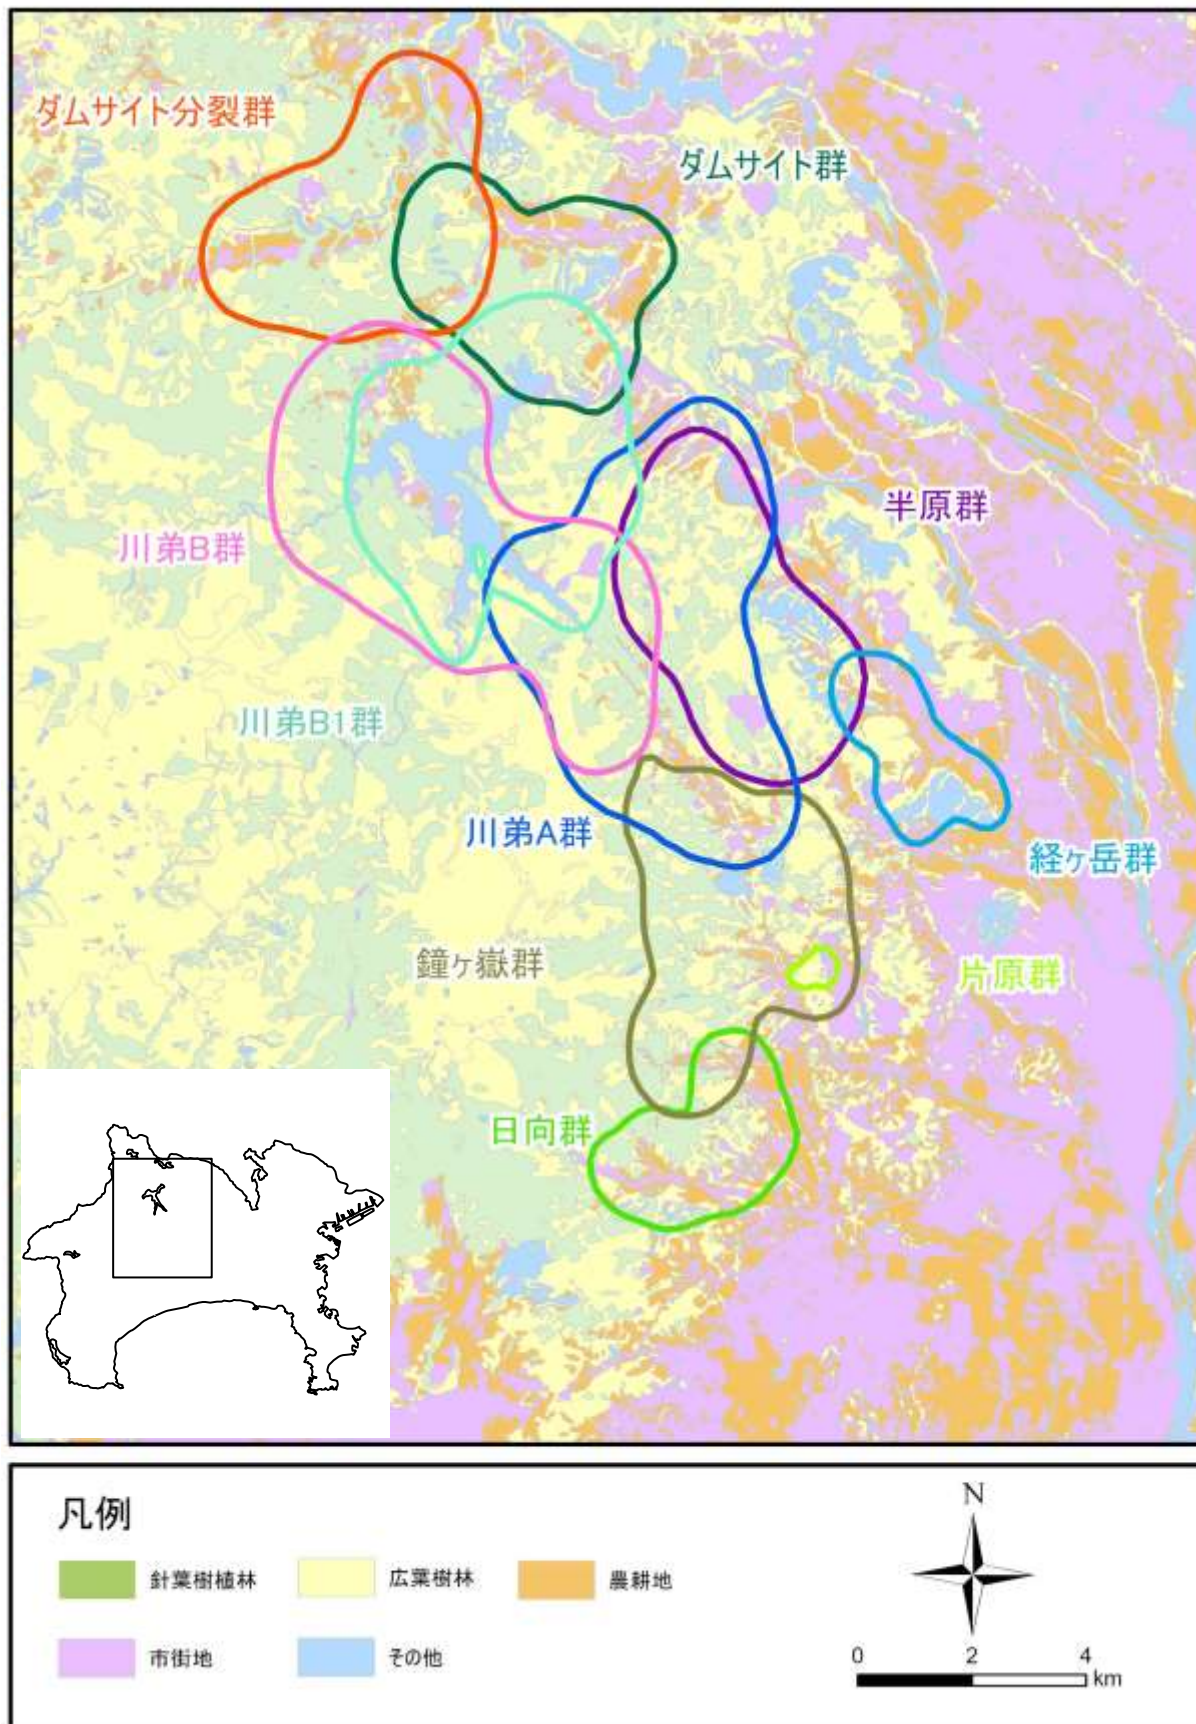 ダムサイト分裂群
ダムサイト群
半原群
川弟B群
川弟B1群
川弟A群
経ヶ岳群
鐘ヶ嶽群
片原群
日向群
凡例
針葉樹植林
広葉樹林
農耕地
市街地
その他
N
0 2 4
km